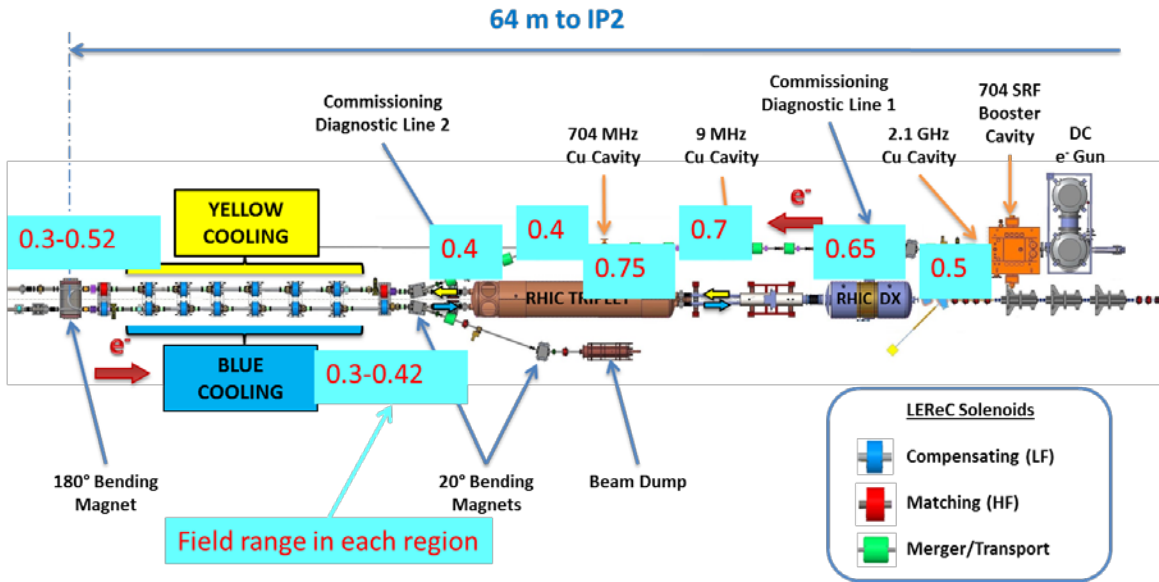 64 m to IP2
Commissioning
Diagnostic Line 2
704 MHz
Cu Cavity
9 MHz
Cu Cavity
Commissioning
Diagnostic Line 1
2.1 GHz
Cu Cavity
704 SRF
Booster
Cavity
DC
e- Gun
YELLOW
COOLING
e-
0.3-0.52
0.4
0.4
0.75
0.7
0.65
0.5
RHIC TRIPLET
RHIC DX
e-
BLUE
COOLING
0.3-0.42
180° Bending
Magnet
20° Bending
Magnets
Beam Dump
Field range in each region
LEReC Solenoids
Compensating (LF)
Matching (HF)
Merger/Transport